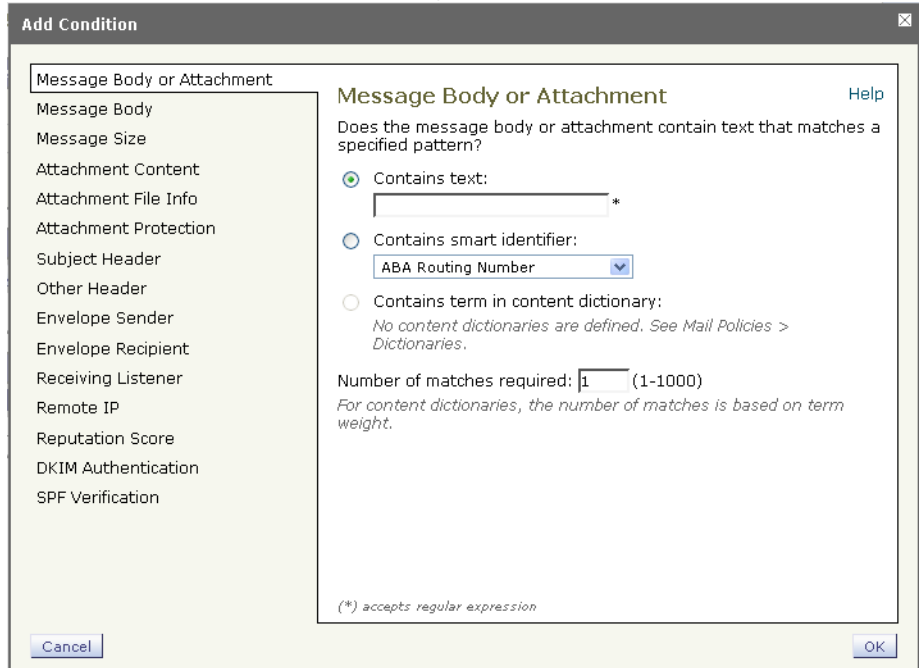 Add Condition
Message Body or Attachment
Message Body
Message Size
Attachment Content
Attachment File Info
Attachment Protection
Subject Header
Other Header
Envelope Sender
Envelope Recipient
Receiving Listener
Remote IP
Reputation Score
DKIM Authentication
SPF Verification
Message Body or Attachment
Help
Does the message body or attachment contain text that matches a
specified pattern?
Contains text:
*
Contains smart identifier:
ABA Routing Number
Contains term in content dictionary:
No content dictionaries are defined. See Mail Policies >
Dictionaries.
Number of matches required: 1 (1-1000)
For content dictionaries, the number of matches is based on term
weight.
(*) accepts regular expression
Cancel
OK